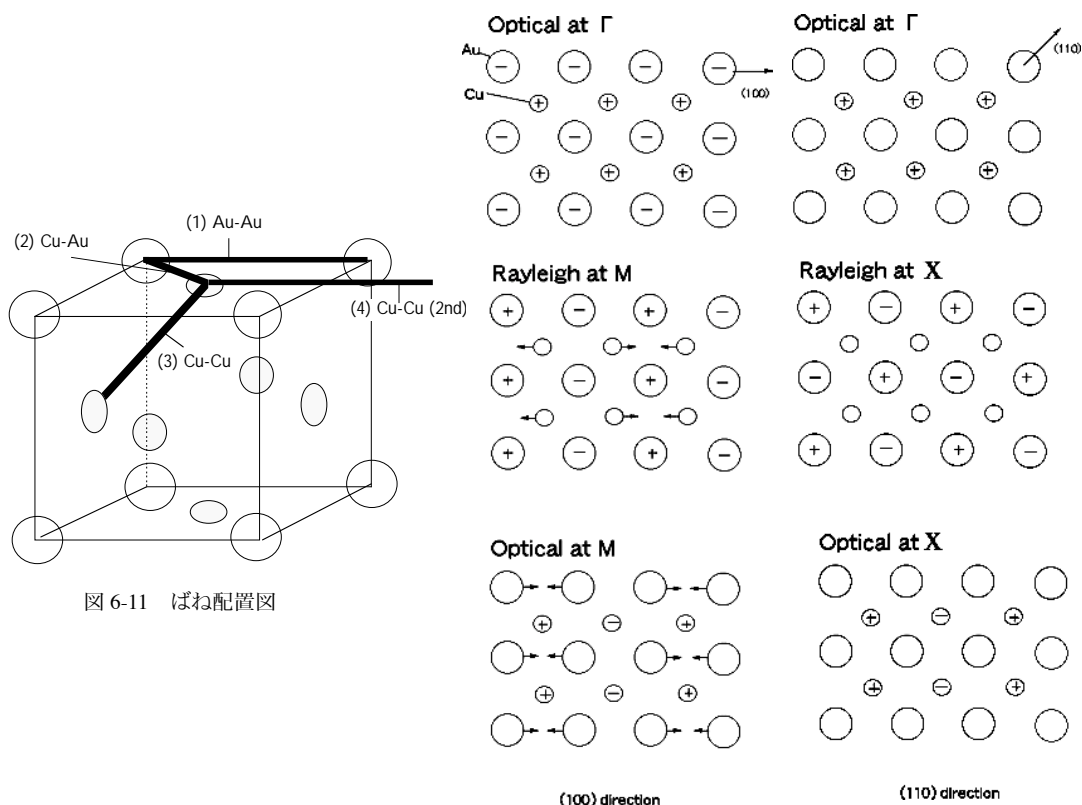 (1) Au-Au
(2) Cu-Au
(4) Cu-Cu (2nd)
(3) Cu-Cu
図 6-11 ばね配置図
Optical at Γ
Au
− − − −
(100)
Cu
+ + +
− − − −
+ + +
− − − −
Optical at Γ
(110)
+ + +
+ + +
Rayleigh at M
+ − + −
+ − + −
+ − + −
Rayleigh at X
+ − + −
− + − +
+ − + −
Optical at M
+ − +
+ − +
(100) direction
Optical at X
+ − +
+ − +
(110) direction